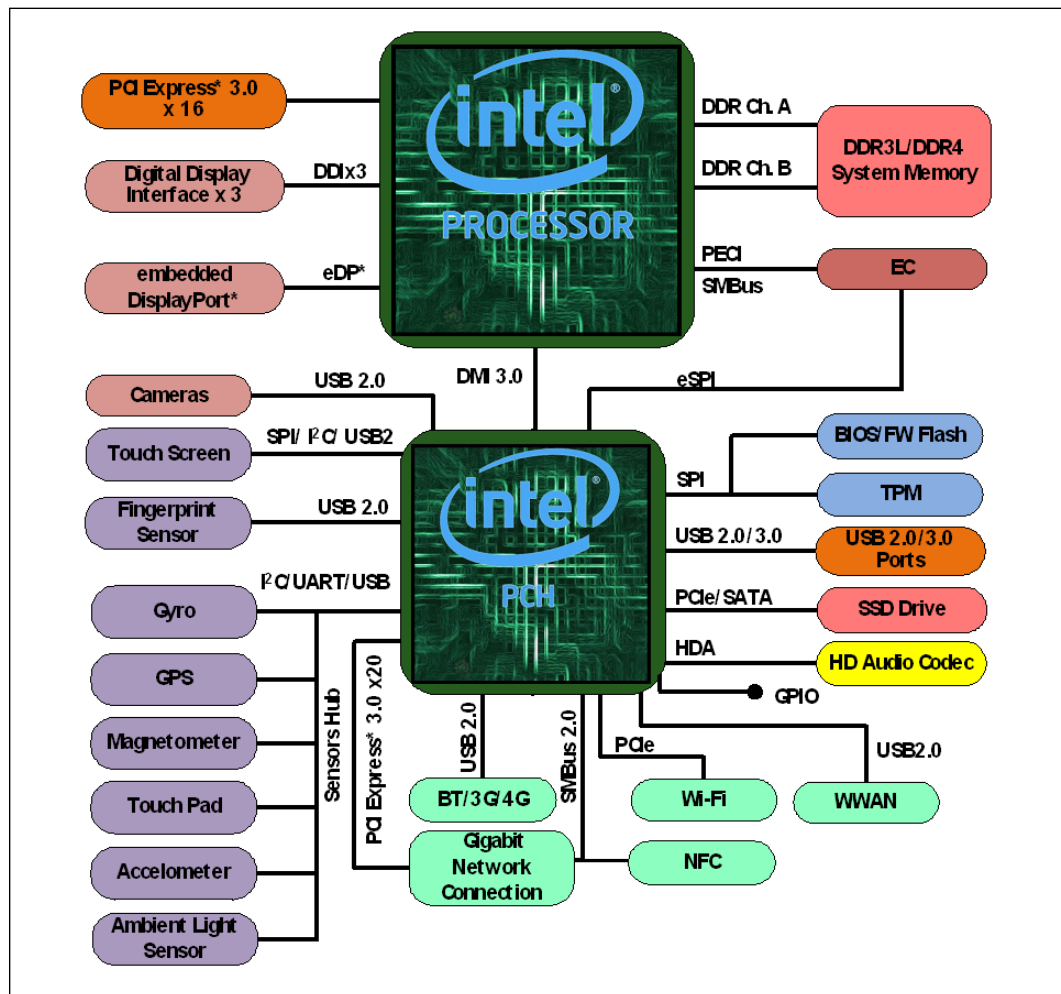 PCI Express* 3.0
x 16
Digital Display
Interface x 3
DDIx3
embedded
DisplayPort*
eDP*
intel®
PROCESSOR
DDR Ch. A
DDR Ch. B
DDR3L/DDR4
System Memory
PECI
SMBus
EC
DMI 3.0
eSPI
Cameras
USB 2.0
Touch Screen
SPI/ I²C/ USB2
Fingerprint
Sensor
USB 2.0
intel®
PCH
SPI
BIOS/FW Flash
TPM
USB 2.0/3.0
USB 2.0/3.0
Ports
PCIe/SATA
SSD Drive
HDA
HD Audio Codec
GPIO
I²C/UART/USB
Gyro
GPS
Magnetometer
Touch Pad
Accelometer
Ambient Light
Sensor
Sensors Hub
PCI Express* 3.0 x20
USB 2.0
SMBus 2.0
PCIe
USB2.0
BT/3G/4G
Wi-Fi
WWAN
Gigabit
Network
Connection
NFC